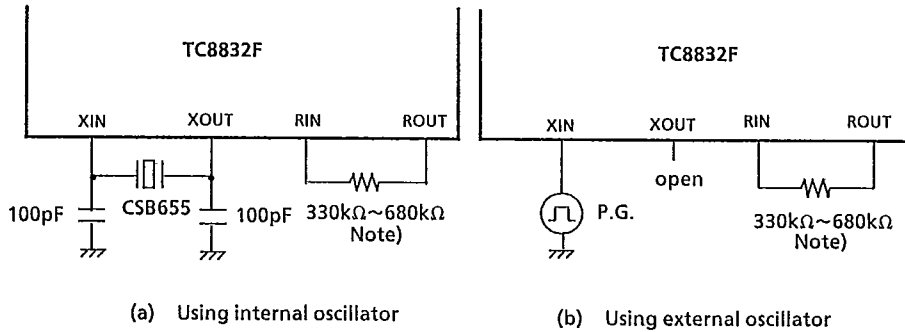 TC8832F
XIN
XOUT
RIN
ROUT
100pF
CSB655
100pF
330kΩ~680kΩ
Note)
(a) Using internal oscillator
TC8832F
XIN
XOUT
RIN
ROUT
open
P.G.
330kΩ~680kΩ
Note)
(b) Using external oscillator